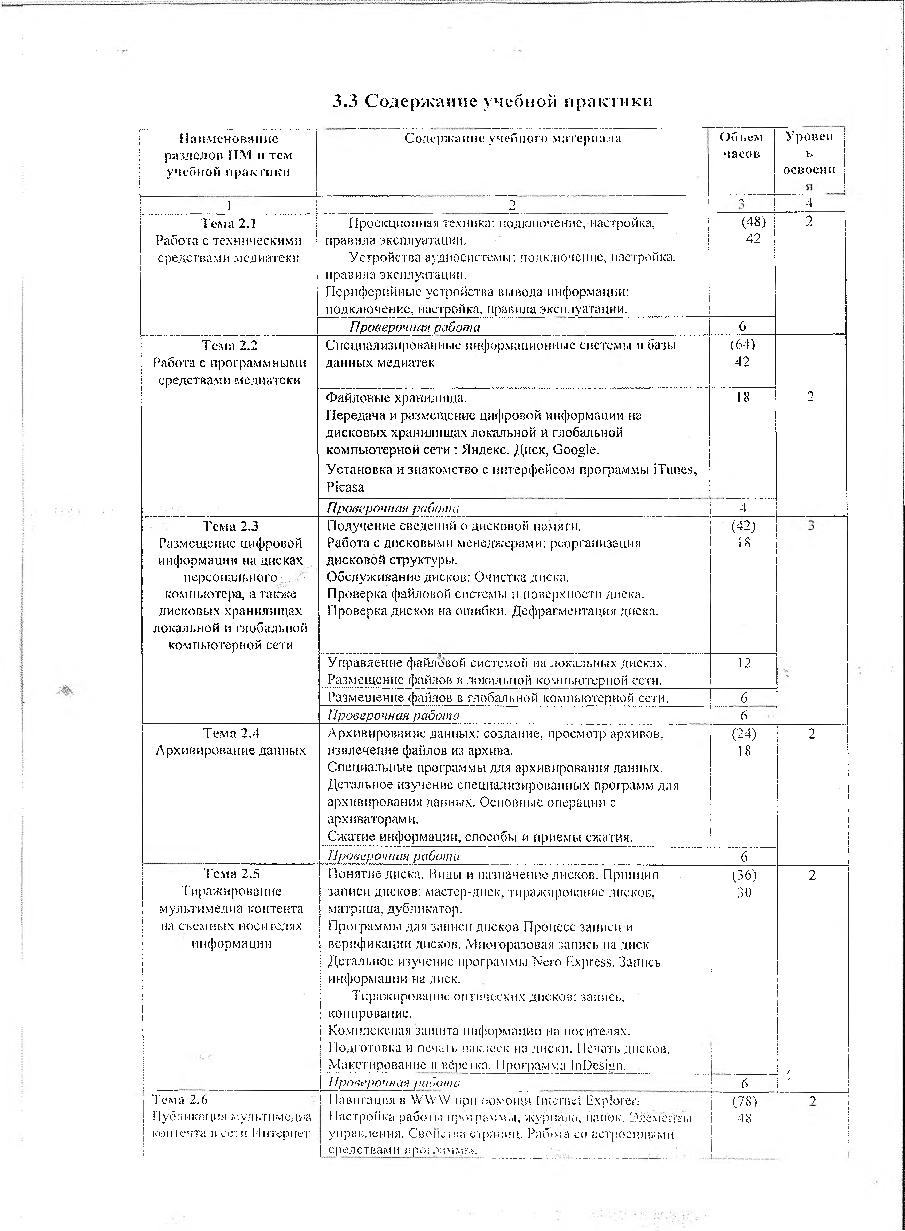 3.3 Содержание учебной практики
Наименование
разделов ПМ и тем
учебной практики
Содержание учебного материала
Объем
часов
Уровен
ь
освоени
я
1
2
3
4
Тема 2.1
Работа с техническими
средствами медиатеки
Проекционная техника: подключение, настройка,
правила эксплуатации.
Устройства аудиосистемы: подключение, настройка,
правила эксплуатации.
Периферийные устройства вывода информации:
подключение, настройка, правила эксплуатации.
(48)
42
2
Проверочная работа
6
Тема 2.2
Работа с программными
средствами медиатеки
Специализированные информационные системы и базы
данных медиатек
(64)
42
Файловые хранилища.
Передача и размещение цифровой информации на
дисковых хранилищах локальной и глобальной
компьютерной сети : Яндекс. Диск, Google.
Установка и знакомство с интерфейсом программы iTunes,
Picasa
18
2
Проверочная работа
4
Тема 2.3
Размещение цифровой
информации на дисках
персонального
компьютера, а также
дисковых хранилищах
локальной и глобальной
компьютерной сети
Получение сведений о дисковой памяти.
Работа с дисковыми менеджерами: реорганизация
дисковой структуры.
Обслуживание дисков: Очистка диска.
Проверка файловой системы и поверхности диска.
Проверка дисков на ошибки. Дефрагментация диска.
(42)
18
3
Управление файловой системой на локальных дисках.
Размещение файлов в локальной компьютерной сети.
12
Размещение файлов в глобальной компьютерной сети.
6
Проверочная работа
6
Тема 2.4
Архивирование данных
Архивирование данных: создание, просмотр архивов,
извлечение файлов из архива.
Специальные программы для архивирования данных.
Детальное изучение специализированных программ для
архивирования данных. Основные операции с
архиваторами.
Сжатие информации, способы и приемы сжатия.
(24)
18
2
Проверочная работа
6
Тема 2.5
Тиражирование
мультимедиа контента
на съемных носителях
информации
Понятие диска. Виды и назначение дисков. Принцип
записи дисков: мастер-диск, тиражирование дисков,
матрица, дубликатор.
Программы для записи дисков Процесс записи и
верификации дисков. Многоразовая запись на диск
Детальное изучение программы Nero Express. Запись
информации на диск.
Тиражирование оптических дисков: запись,
копирование.
Комплексная защита информации на носителях.
Подготовка и печать наклеек на диски. Печать дисков.
Макетирование и верстка. Программа InDesign.
(36)
30
2
Проверочная работа
6
Тема 2.6
Публикация мультимедиа
контента в сети Интернет
Навигация в WWW при помощи Internet Explorer.
Настройка работы программы, журнала, папок. Элементы
управления. Свойства страниц. Работа со встроенными
средствами программы.
(78)
48
2